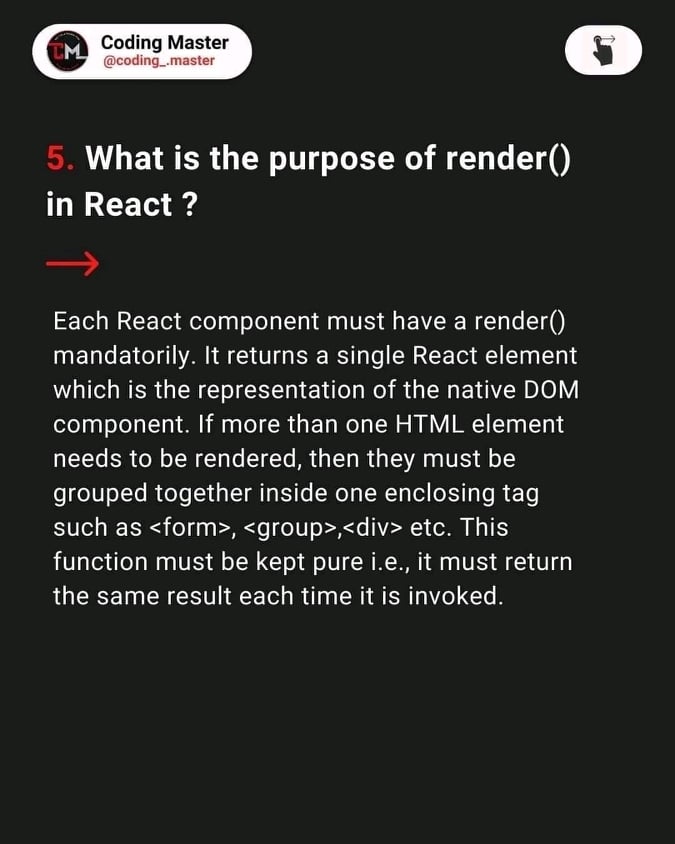 Coding Master
@coding_.master
5. What is the purpose of render()
in React ?
Each React component must have a render()
mandatorily. It returns a single React element
which is the representation of the native DOM
component. If more than one HTML element
needs to be rendered, then they must be
grouped together inside one enclosing tag
such as <form>, <group>,<div> etc. This
function must be kept pure i.e., it must return
the same result each time it is invoked.